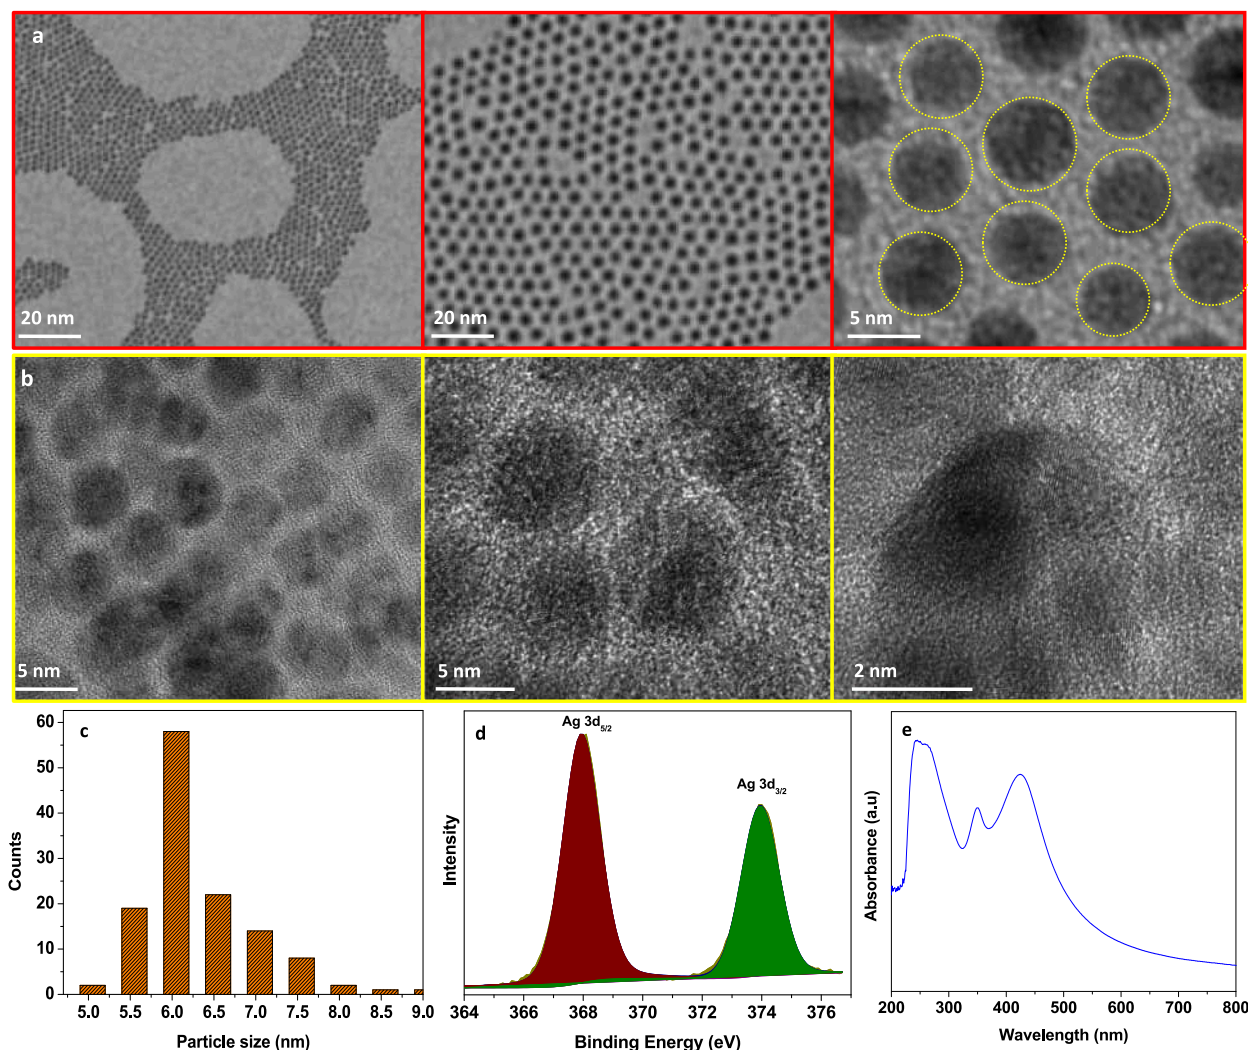 a
20 nm
20 nm
5 nm
b
5 nm
5 nm
2 nm
c
60
50
40
30
20
10
0
Counts
5.0 5.5 6.0 6.5 7.0 7.5 8.0 8.5 9.0
Particle size (nm)
d
Ag 3d5/2
Ag 3d3/2
Intensity
364 366 368 370 372 374 376
Binding Energy (eV)
e
Absorbance (a.u)
200 300 400 500 600 700 800
Wavelength (nm)